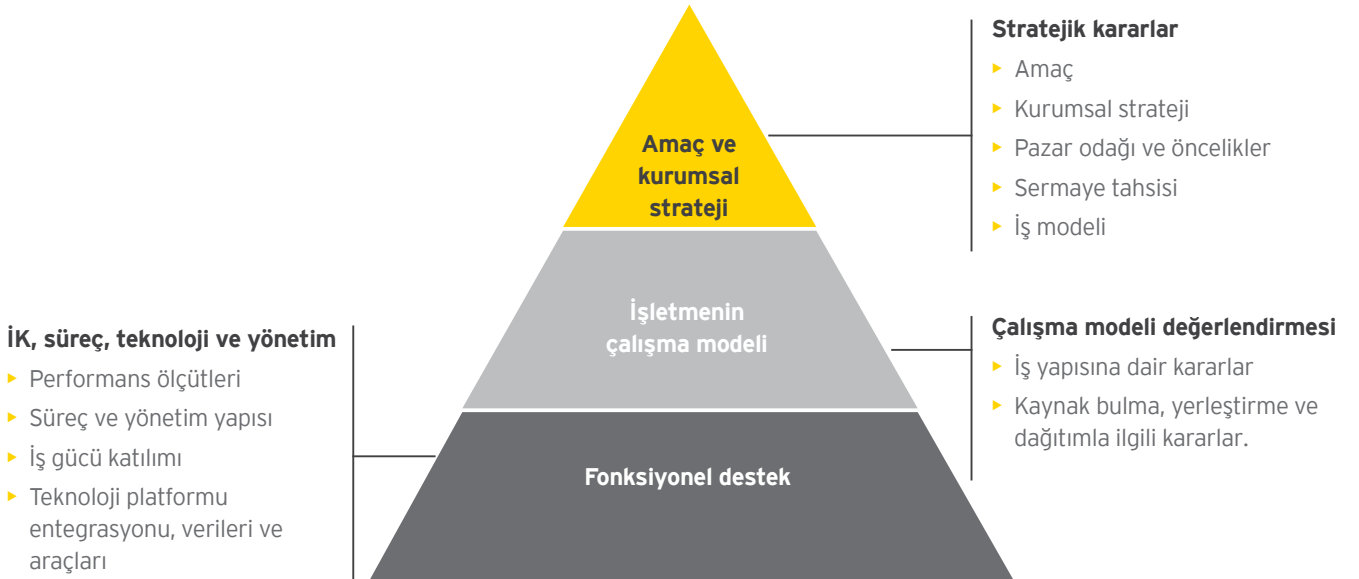 Amaç ve
kurumsal
strateji
Stratejik kararlar
▸ Amaç
▸ Kurumsal strateji
▸ Pazar odağı ve öncelikler
▸ Sermaye tahsisi
▸ İş modeli
İşletmenin
çalışma modeli
Çalışma modeli değerlendirmesi
▸ İş yapısına dair kararlar
▸ Kaynak bulma, yerleştirme ve
dağıtımla ilgili kararlar.
İK, süreç, teknoloji ve yönetim
▸ Performans ölçütleri
▸ Süreç ve yönetim yapısı
▸ İş gücü katılımı
▸ Teknoloji platformu
entegrasyonu, verileri ve
araçları
Fonksiyonel destek